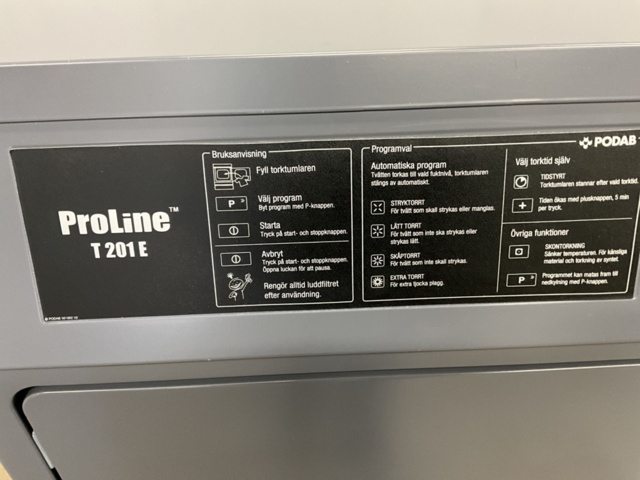 ProLine™
T 201 E
Bruksanvisning
Fyll torktumlaren
P
Välj program
Byt program med P-knappen.
Starta
Tryck på start- och stoppknappen.
Avbryt
Tryck på start- och stoppknappen.
Öppna luckan för att pausa.
Rengör alltid luddfiltret
efter användning.
Programval
Automatiska program
Tvätten torkas till vald fuktnivå, torktumlaren
stängs av automatiskt.
STRYKTORRT
För tvätt som skall strykas eller manglas.
LÄTT TORRT
För tvätt som inte ska strykas eller
strykas lätt.
SKÅPTORRT
För tvätt som inte skall strykas.
EXTRA TORRT
För extra tjocka plagg.
PODAB
Välj torktid själv
TIDSTYRT
Torktumlaren stannar efter vald torktid.
+
Tiden ökas med plusknappen, 5 min
per tryck.
Övriga funktioner
SKONTORKNING
Sänker temperaturen. För känsliga
material och torkning av syntet.
P
Programmet kan matas fram till
nedkylning med P-knappen.